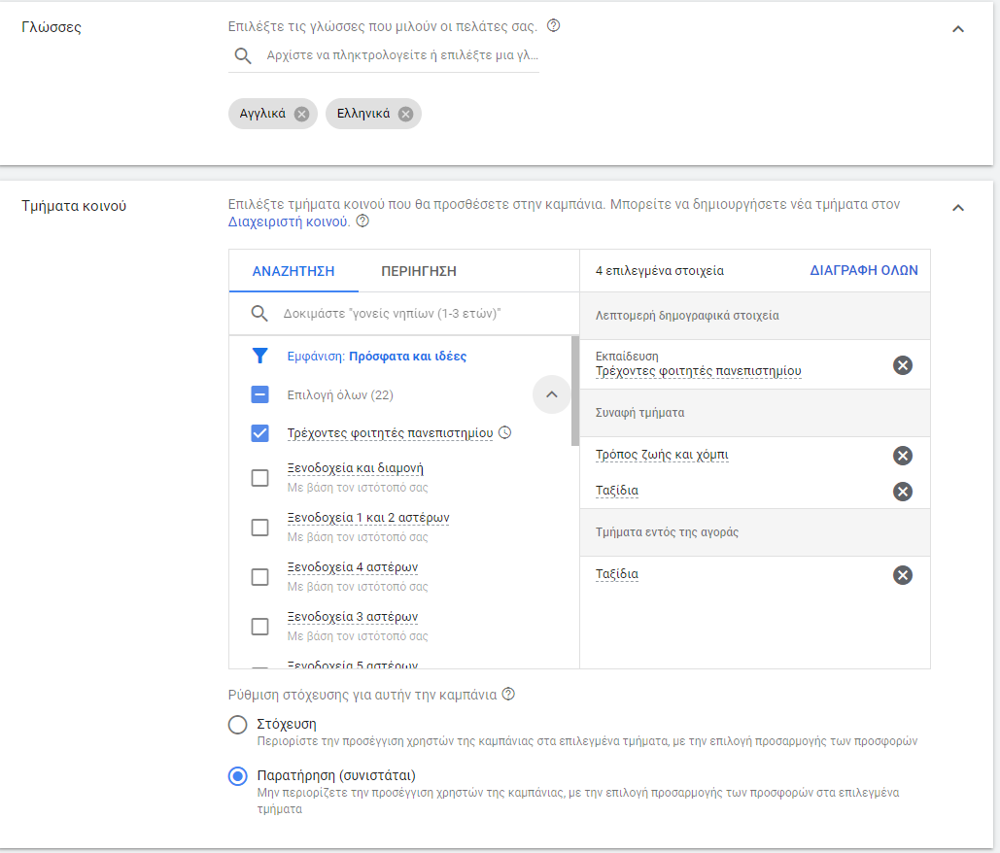 Γλώσσες
Επιλέξτε τις γλώσσες που μιλούν οι πελάτες σας.
Αρχίστε να πληκτρολογείτε ή επιλέξτε μια γλ...
Αγγλικά
Ελληνικά
Τμήματα κοινού
Επιλέξτε τμήματα κοινού που θα προσθέσετε στην καμπάνια. Μπορείτε να δημιουργήσετε νέα τμήματα στον
Διαχειριστή κοινού.
ΑΝΑΖΗΤΗΣΗ
ΠΕΡΙΗΓΗΣΗ
Δοκιμάστε "γονείς νηπίων (1-3 ετών)"
Εμφάνιση: Πρόσφατα και ιδέες
Επιλογή όλων (22)
Τρέχοντες φοιτητές πανεπιστημίου
Ξενοδοχεία και διαμονή
Με βάση τον ιστότοπό σας
Ξενοδοχεία 1 και 2 αστέρων
Με βάση τον ιστότοπό σας
Ξενοδοχεία 4 αστέρων
Με βάση τον ιστότοπό σας
Ξενοδοχεία 3 αστέρων
Με βάση τον ιστότοπό σας
Ξενοδοχεία 5 αστέρων
4 επιλεγμένα στοιχεία
ΔΙΑΓΡΑΦΗ ΟΛΩΝ
Λεπτομερή δημογραφικά στοιχεία
Εκπαίδευση
Τρέχοντες φοιτητές πανεπιστημίου
Συναφή τμήματα
Τρόπος ζωής και χόμπι
Ταξίδια
Τμήματα εντός της αγοράς
Ταξίδια
Ρύθμιση στόχευσης για αυτήν την καμπάνια
Στόχευση
Περιορίστε την προσέγγιση χρηστών της καμπάνιας στα επιλεγμένα τμήματα, με την επιλογή προσαρμογής των προσφορών
Παρατήρηση (συνιστάται)
Μην περιορίζετε την προσέγγιση χρηστών της καμπάνιας, με την επιλογή προσαρμογής των προσφορών στα επιλεγμένα
τμήματα